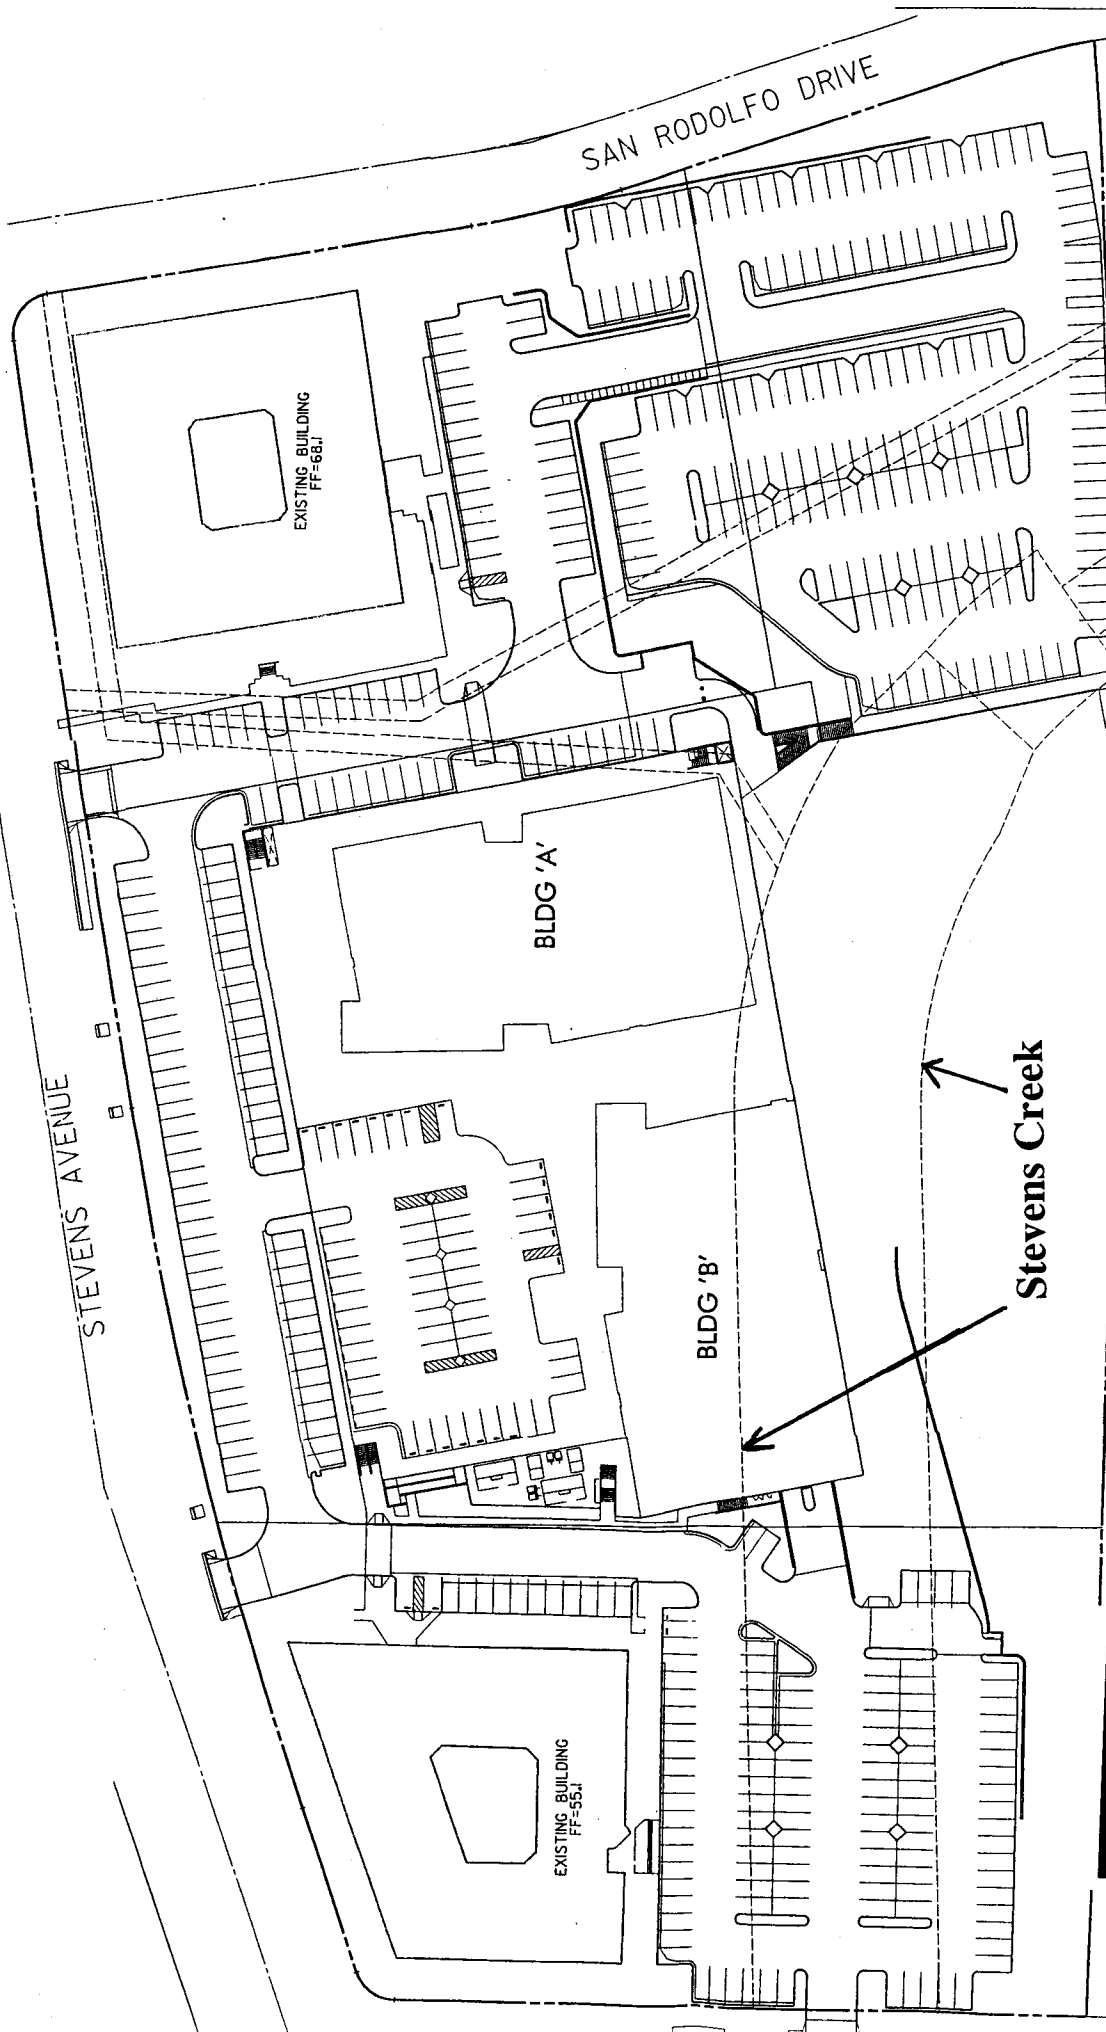 SAN RODOLFO DRIVE
EXISTING BUILDING
FF=68.1
STEVENS AVENUE
BLDG 'A'
BLDG 'B'
Stevens Creek
EXISTING BUILDING
FF=55.1